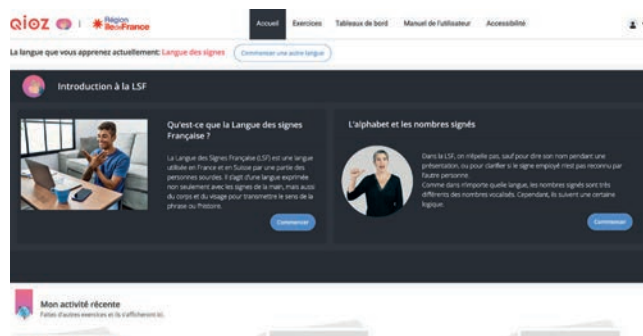 QIOZ
Région
île de France
Accueil Exercices Tableaux de bord Manuel de l'utilisateur Accessibilité
La langue que vous apprenez actuellement: Langue des signes Commencer une autre langue
Introduction à la LSF
Qu'est-ce que la Langue des signes
Française ?
La Langue des Signes Française (LSF) est une langue
utilisée en France et en Suisse par une partie des
personnes sourdes. Il s'agit d'une langue exprimée
non seulement avec les signes de la main, mais aussi
du corps et du visage pour transmettre le sens de la
phrase ou l'histoire.
Commencer
L'alphabet et les nombres signés
Dans la LSF, on n'épelle pas, sauf pour dire son nom pendant une
présentation, ou pour clarifier si le signe employé n'est pas reconnu par
l'autre personne.
Comme dans n'importe quelle langue, les nombres signés sont très
différents des nombres vocalisés. Cependant, ils suivent une certaine
logique.
Commencer
Mon activité récente
Faites d'autres exercices et ils s'afficheront ici.